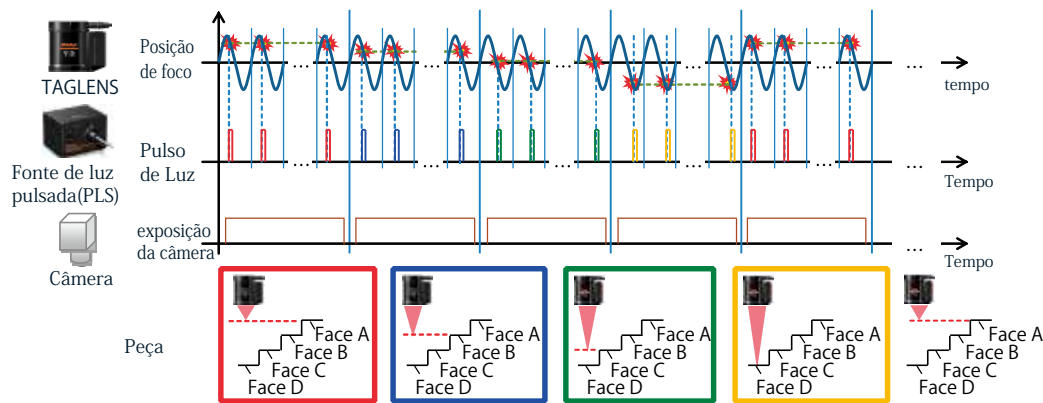 Posição
de foco
TAGLENS
...
...
...
...
...
...
tempo
Pulso
de Luz
...
...
...
...
...
...
Tempo
Fonte de luz
pulsada(PLS)
exposição
da câmera
...
Tempo
Câmera
Peça
Face A
Face B
Face C
Face D
Face A
Face B
Face C
Face D
Face A
Face B
Face C
Face D
Face A
Face B
Face C
Face D
Face A
Face B
Face C
Face D